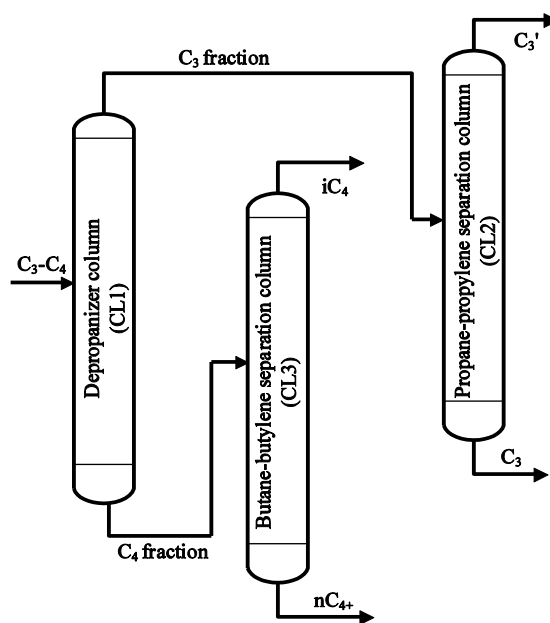 C₃'
C₃ fraction
iC₄
C₃-C₄
Depropanizer column
(CL1)
Butane-butylene separation column
(CL3)
Propane-propylene separation column
(CL2)
C₃
C₄ fraction
nC₄₊